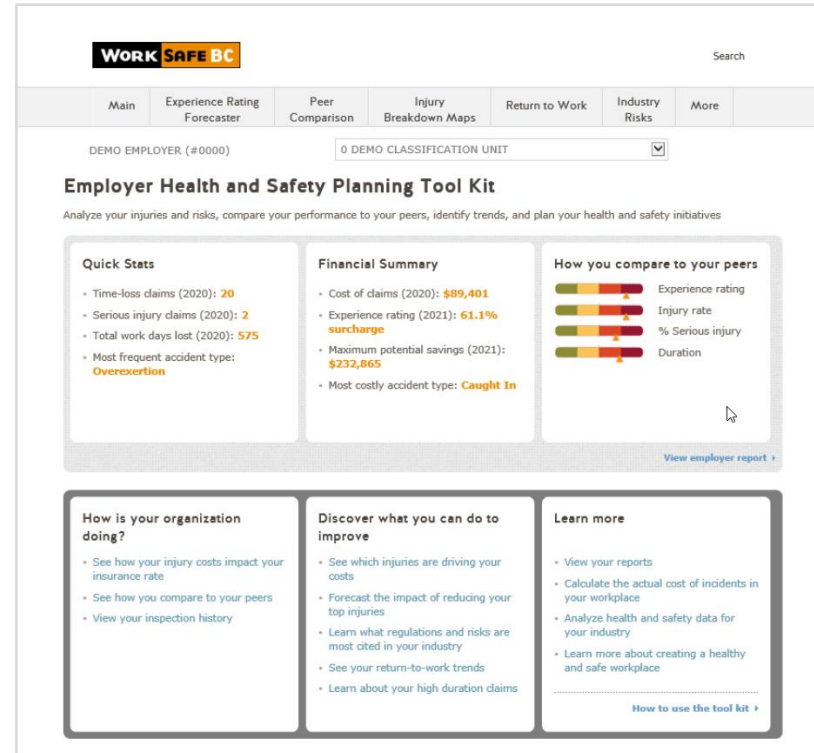 WORK SAFE BC
Search
Main
Experience Rating
Forecaster
Peer
Comparison
Injury
Breakdown Maps
Return to Work
Industry
Risks
More
DEMO EMPLOYER (#0000)
0 DEMO CLASSIFICATION UNIT
Employer Health and Safety Planning Tool Kit
Analyze your injuries and risks, compare your performance to your peers, identify trends, and plan your health and safety initiatives
Quick Stats
Time-loss claims (2020): 20
Serious injury claims (2020): 2
Total work days lost (2020): 575
Most frequent accident type:
Overexertion
Financial Summary
Cost of claims (2020): $89,401
Experience rating (2021): 61.1%
surcharge
Maximum potential savings (2021):
$232,865
Most costly accident type: Caught In
How you compare to your peers
Experience rating
Injury rate
% Serious injury
Duration
View employer report
How is your organization
doing?
See how your injury costs impact your
insurance rate
See how you compare to your peers
View your inspection history
Discover what you can do to
improve
See which injuries are driving your
costs
Forecast the impact of reducing your
top injuries
Learn what regulations and risks are
most cited in your industry
See your return-to-work trends
Learn about your high duration claims
Learn more
View your reports
Calculate the actual cost of incidents in
your workplace
Analyze health and safety data for
your industry
Learn more about creating a healthy
and safe workplace
How to use the tool kit